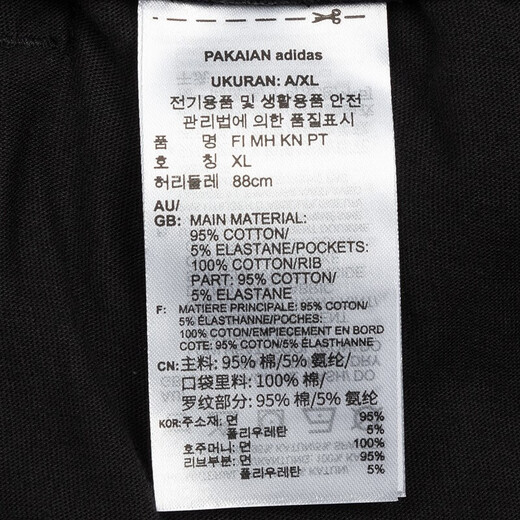 PAKAIAN adidas
UKURAN: A/XL
전기용품 및 생활용품 안전
관리법에 의한 품질표시
품 명 FI MH KN PT
호 칭 XL
허리둘레 88cm
AU/
GB: MAIN MATERIAL:
95% COTTON/
5% ELASTANE/POCKETS:
100% COTTON/RIB
PART: 95% COTTON/
5% ELASTANE
F: MATIERE PRINCIPALE: 95% COTON/
5% ÉLASTHANNE/POCHES:
100% COTON/EMPIECEMENT EN BORD
COTE: 95% COTON/5% ÉLASTHANNE
CN: 主料: 95% 棉/5% 氨纶/
口袋里料: 100% 棉/
罗纹部分: 95% 棉/5% 氨纶
KOR: 주소재: 면 95%
폴리우레탄 5%
호주머니: 면 100%
리브부분: 면 95%
폴리우레탄 5%